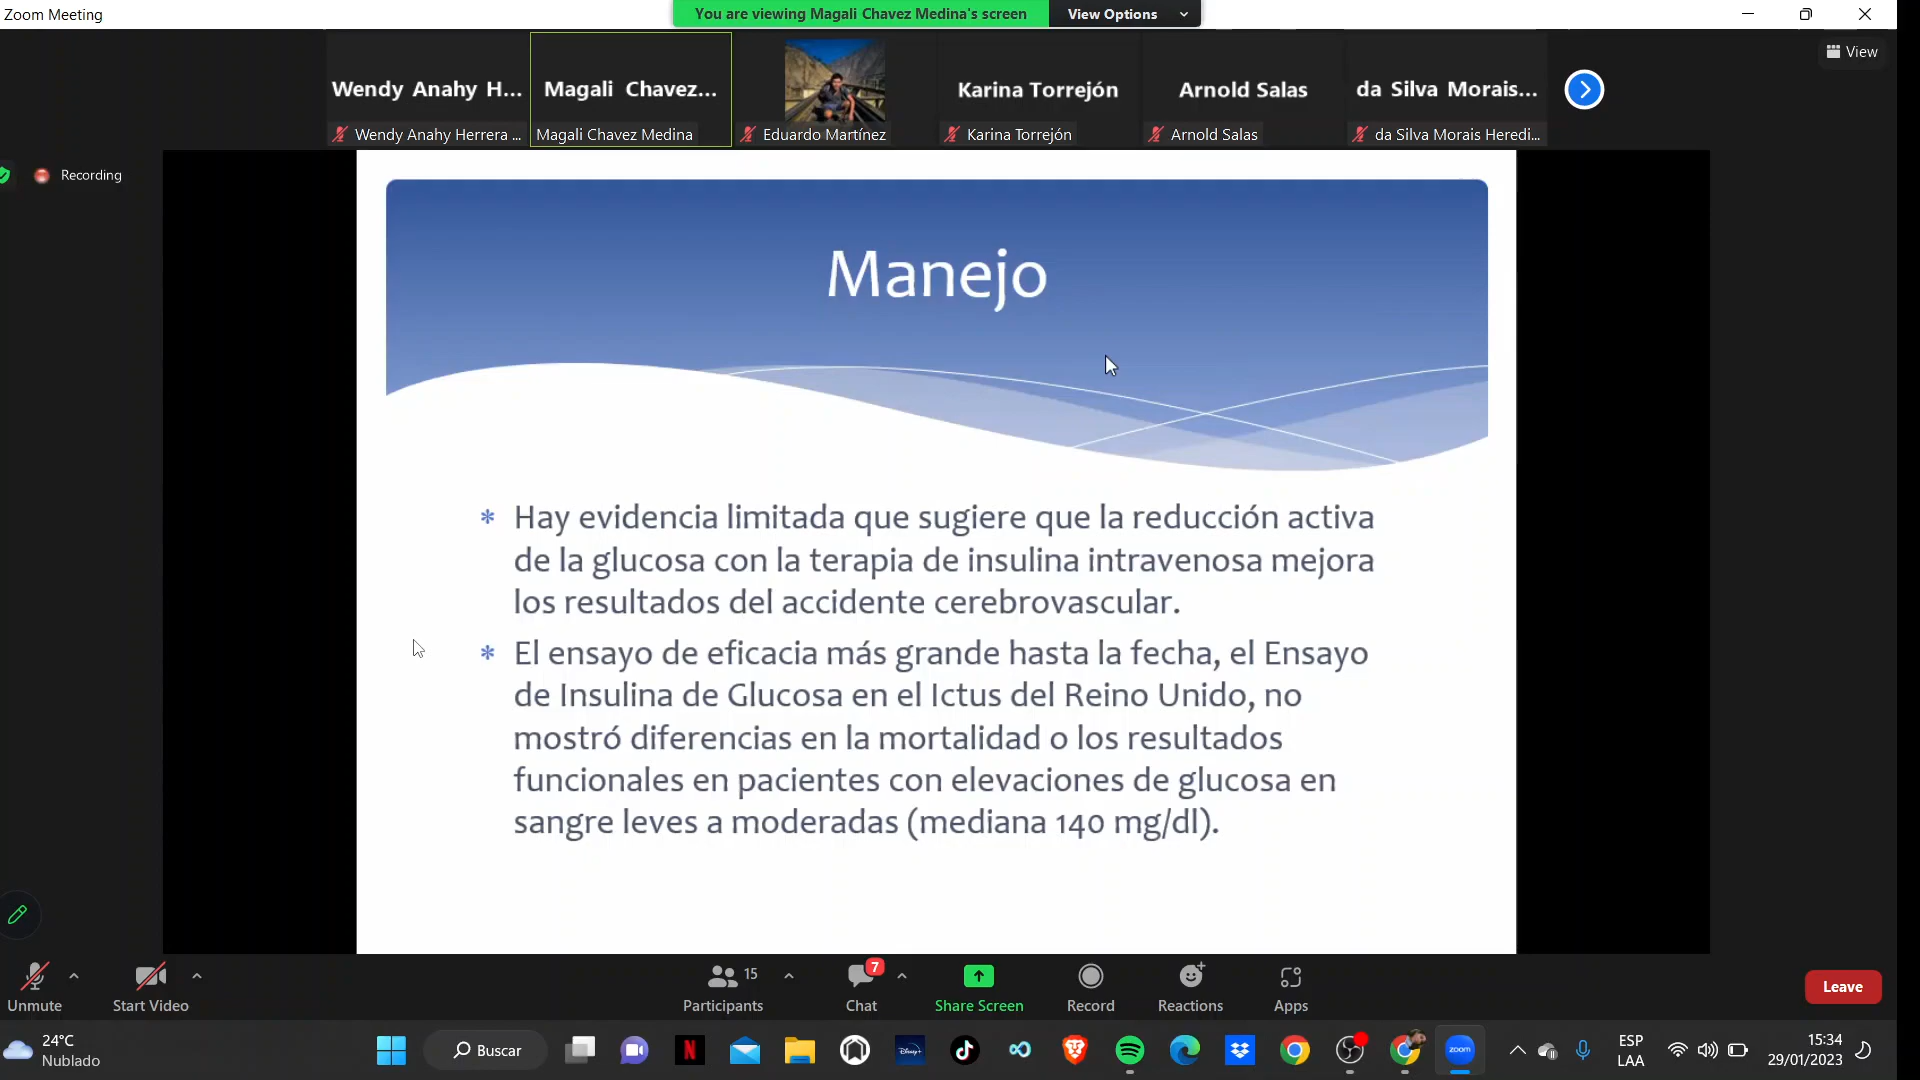 Zoom Meeting
You are viewing Magali Chavez Medina's screen
View Options
View
Wendy Anahy H...
Magali Chavez...
Karina Torrejón
Arnold Salas
da Silva Morais...
Wendy Anahy Herrera ...
Magali Chavez Medina
Eduardo Martínez
Karina Torrejón
Arnold Salas
da Silva Morais Heredi...
Recording
Manejo
* Hay evidencia limitada que sugiere que la reducción activa
de la glucosa con la terapia de insulina intravenosa mejora
los resultados del accidente cerebrovascular.
* El ensayo de eficacia más grande hasta la fecha, el Ensayo
de Insulina de Glucosa en el Ictus del Reino Unido, no
mostró diferencias en la mortalidad o los resultados
funcionales en pacientes con elevaciones de glucosa en
sangre leves a moderadas (mediana 140 mg/dl).
Unmute
Start Video
15
Participants
7
Chat
Share Screen
Record
Reactions
Apps
Leave
24°C
Nublado
Buscar
N
Disney+
zoom
ESP
LAA
15:34
29/01/2023